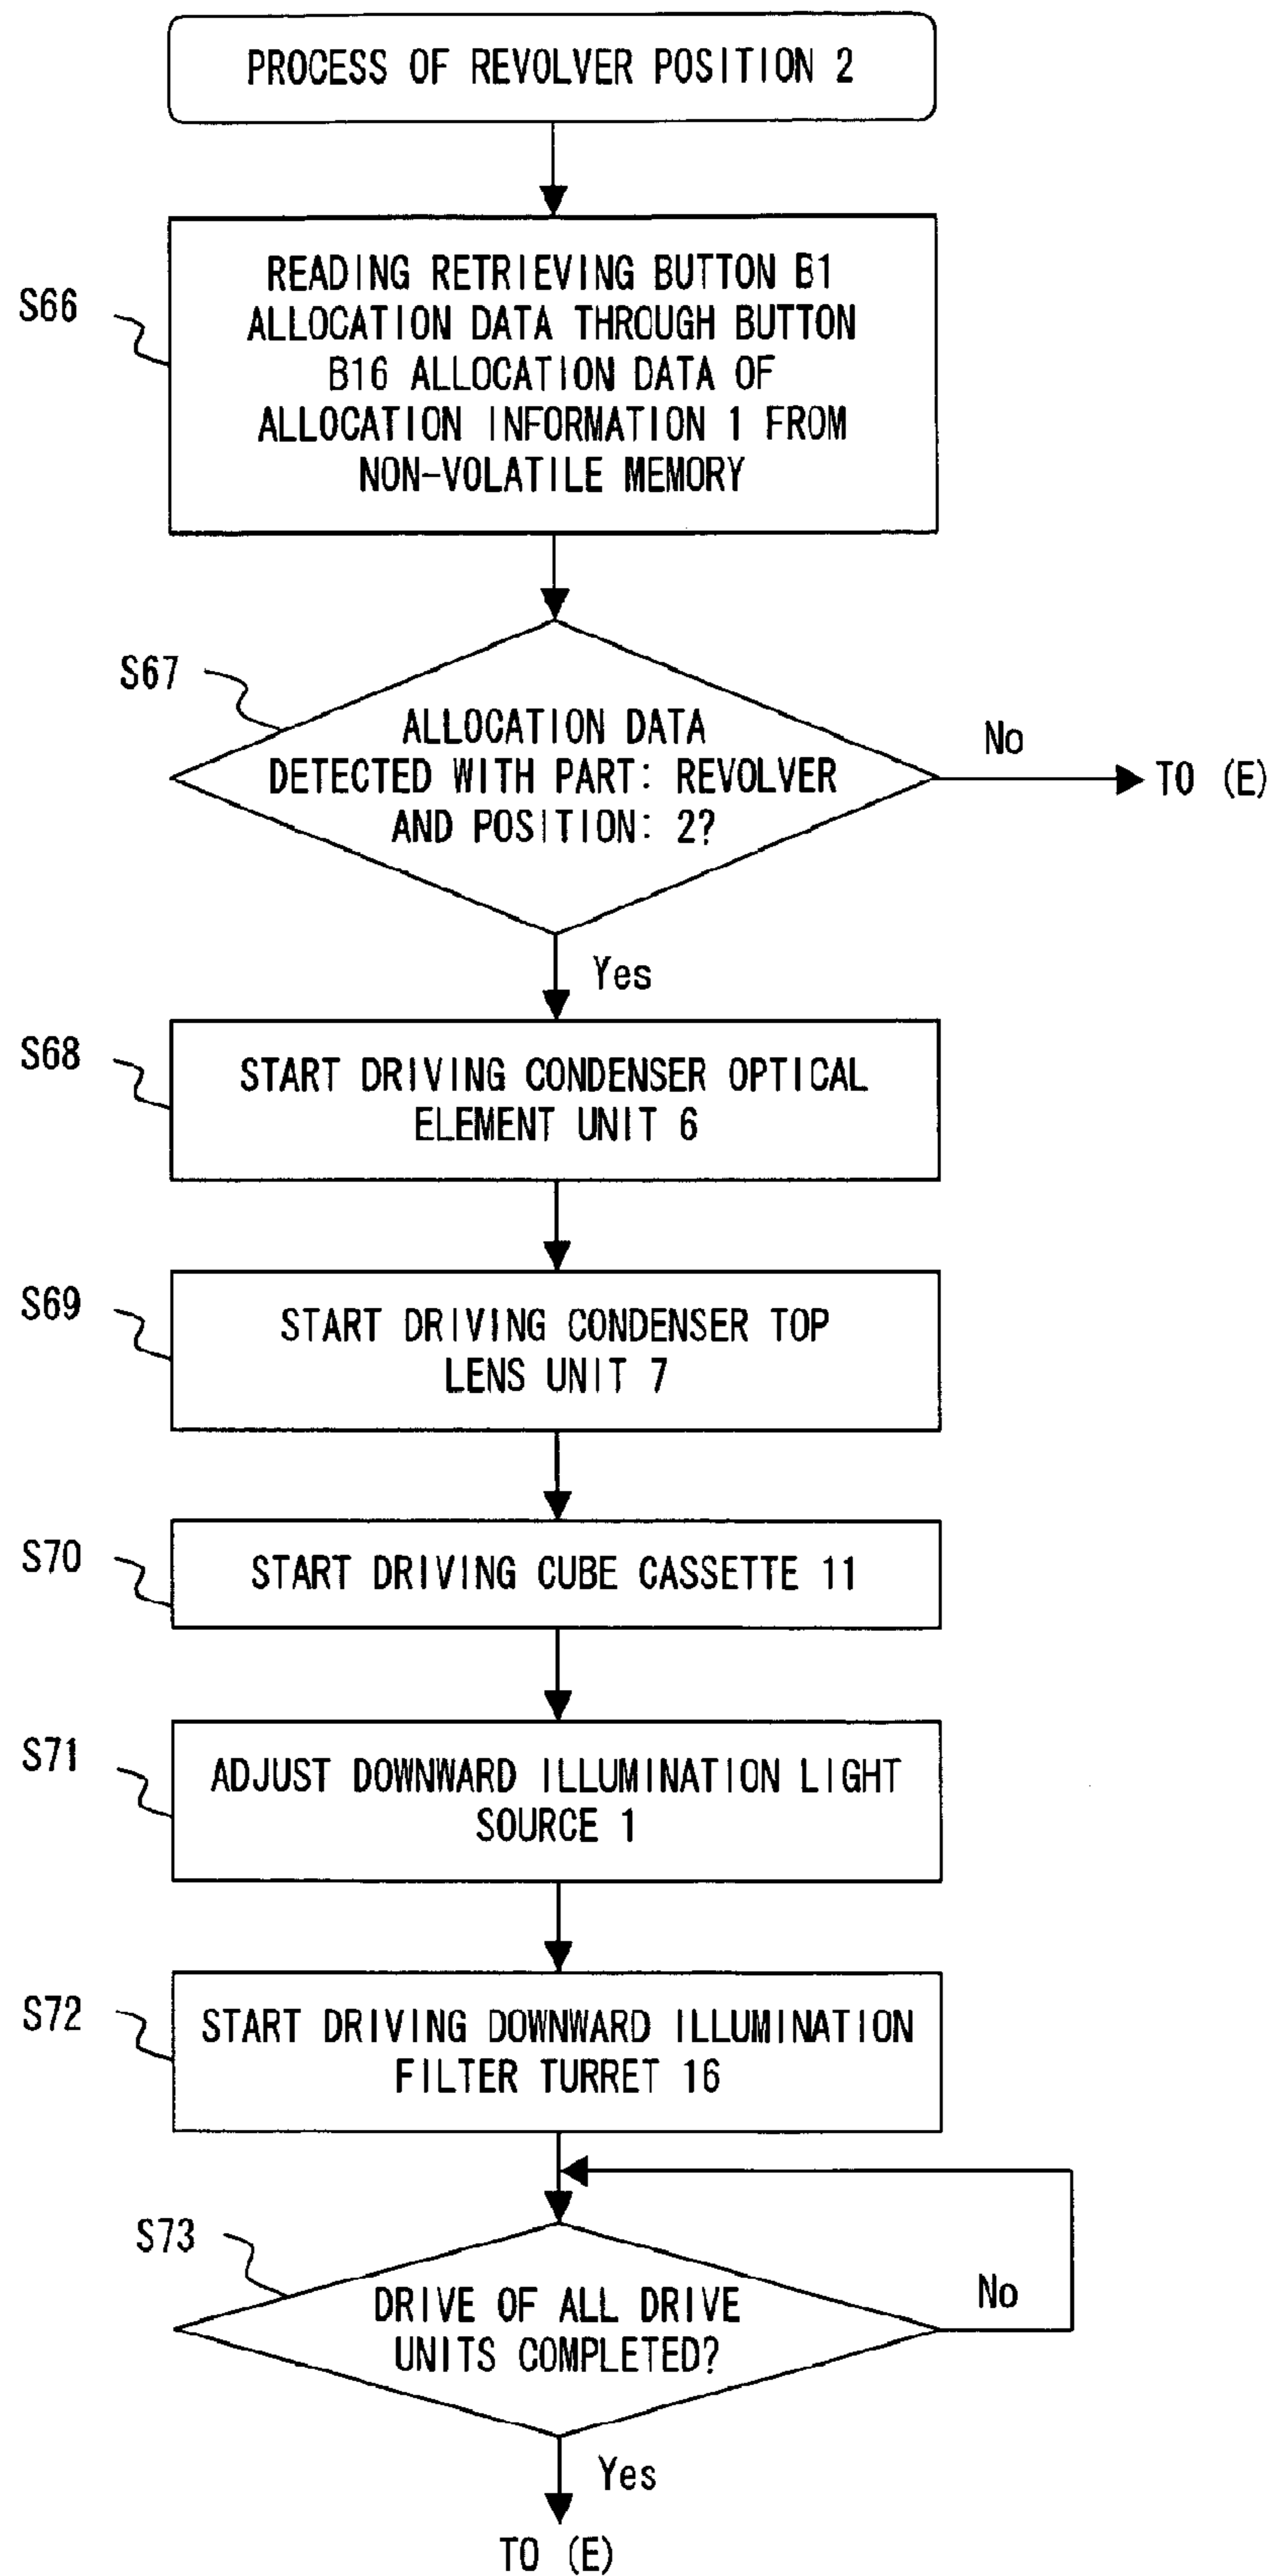 PROCESS OF REVOLVER POSITION 2
S66
READING RETRIEVING BUTTON B1
ALLOCATION DATA THROUGH BUTTON
B16 ALLOCATION DATA OF
ALLOCATION INFORMATION 1 FROM
NON-VOLATILE MEMORY
S67
ALLOCATION DATA
DETECTED WITH PART: REVOLVER
AND POSITION: 2?
No
TO (E)
Yes
S68
START DRIVING CONDENSER OPTICAL
ELEMENT UNIT 6
S69
START DRIVING CONDENSER TOP
LENS UNIT 7
S70
START DRIVING CUBE CASSETTE 11
S71
ADJUST DOWNWARD ILLUMINATION LIGHT
SOURCE 1
S72
START DRIVING DOWNWARD ILLUMINATION
FILTER TURRET 16
S73
DRIVE OF ALL DRIVE
UNITS COMPLETED?
No
Yes
TO (E)